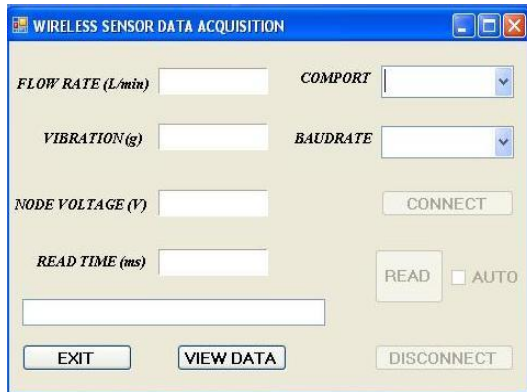 WIRELESS SENSOR DATA ACQUISITION
FLOW RATE (L/min)
COMPORT
VIBRATION(g)
BAUDRATE
NODE VOLTAGE (V)
CONNECT
READ TIME (ms)
READ
AUTO
EXIT
VIEW DATA
DISCONNECT